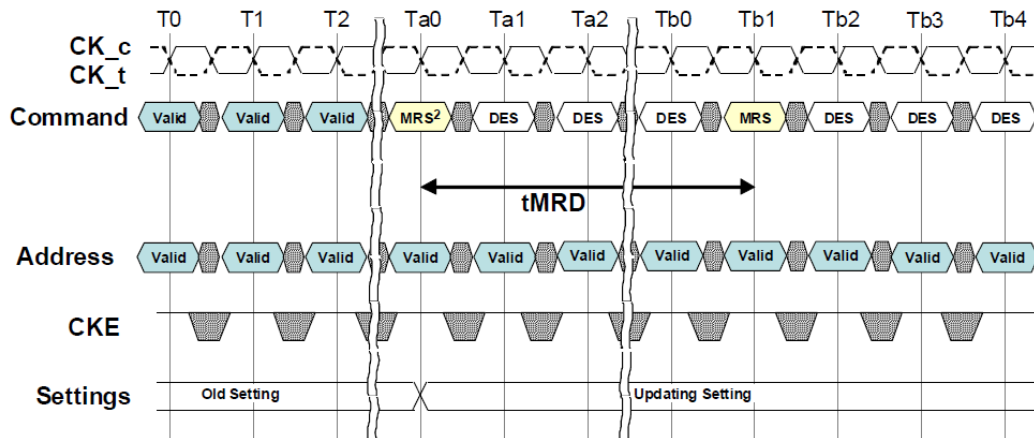 T0 T1 T2 Ta0 Ta1 Ta2 Tb0 Tb1 Tb2 Tb3 Tb4
CK_c
CK_t
Command Valid Valid Valid MRS² DES DES DES MRS DES DES DES
tMRD
Address Valid Valid Valid Valid Valid Valid Valid Valid Valid Valid Valid
CKE
Settings Old Setting Updating Setting